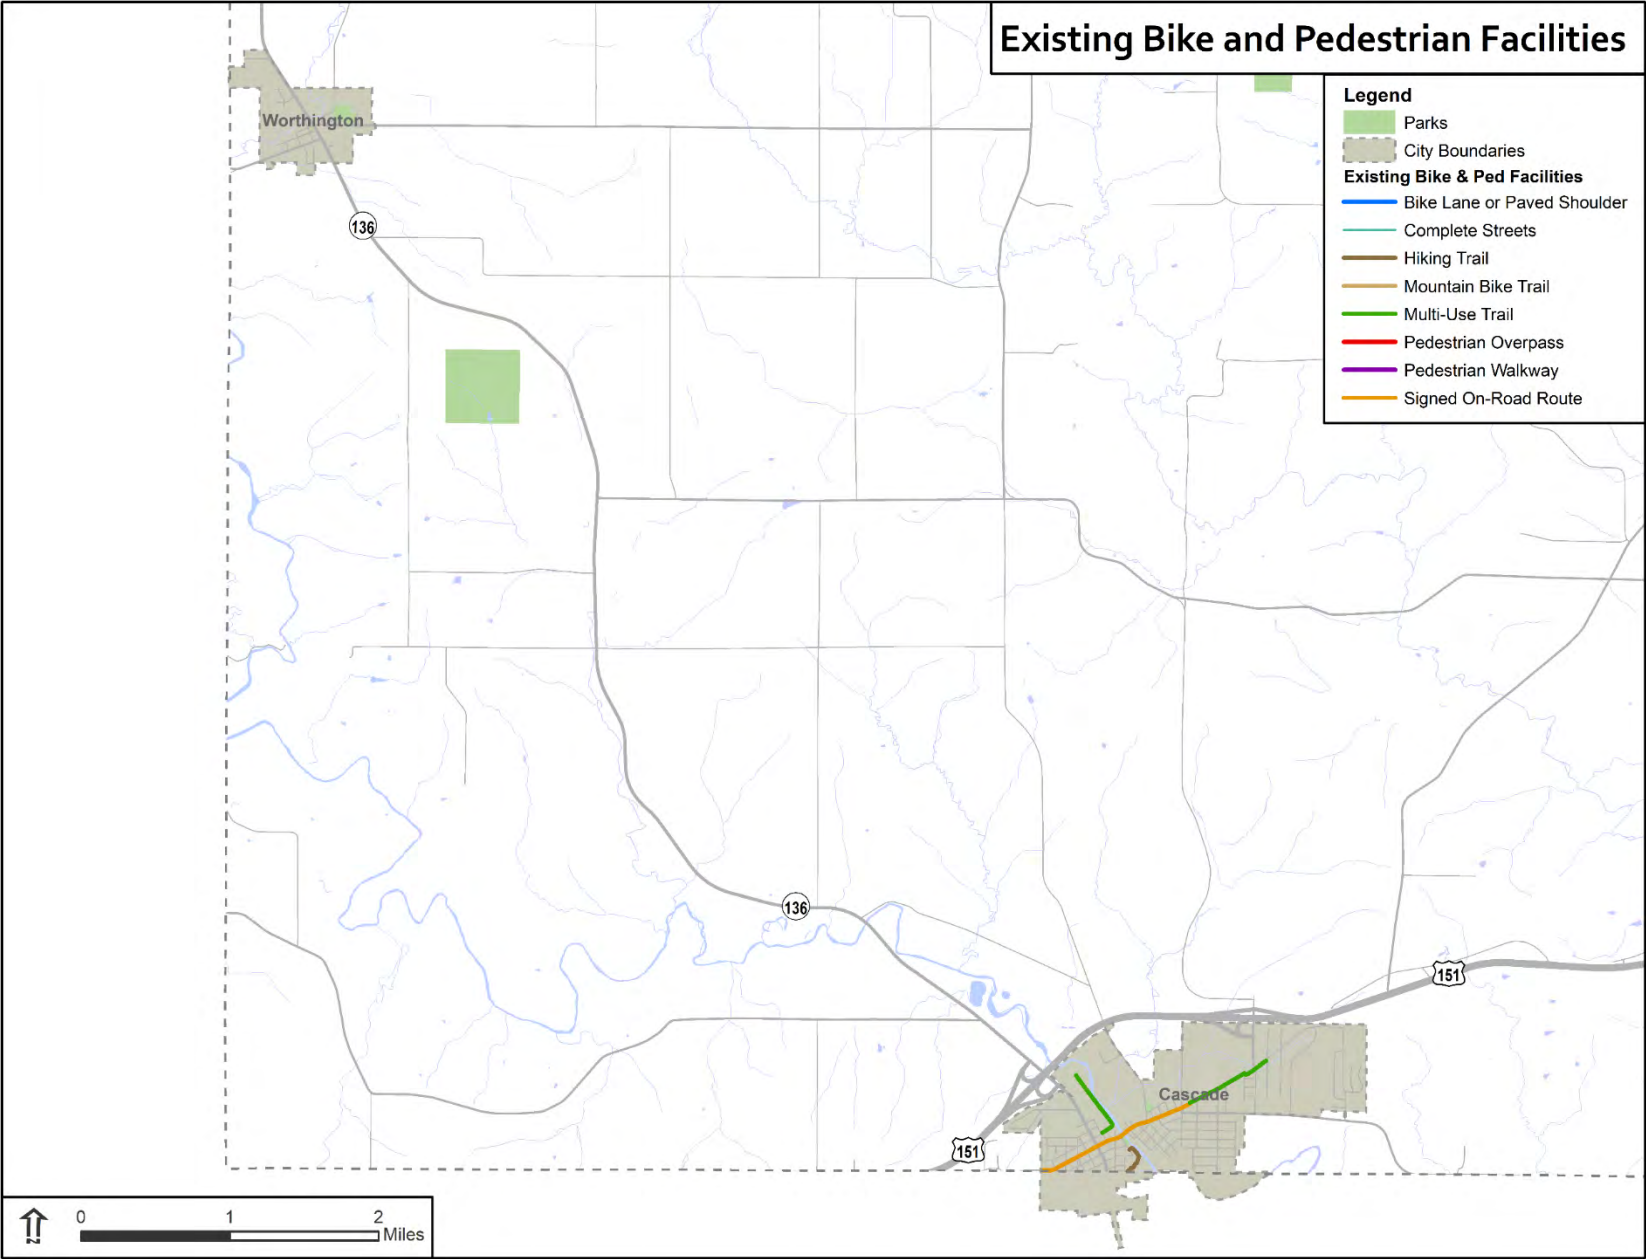 Existing Bike and Pedestrian Facilities
Legend
Parks
City Boundaries
Existing Bike & Ped Facilities
Bike Lane or Paved Shoulder
Complete Streets
Hiking Trail
Mountain Bike Trail
Multi-Use Trail
Pedestrian Overpass
Pedestrian Walkway
Signed On-Road Route
Worthington
136
136
151
Cascade
151
N
0 1 2
Miles